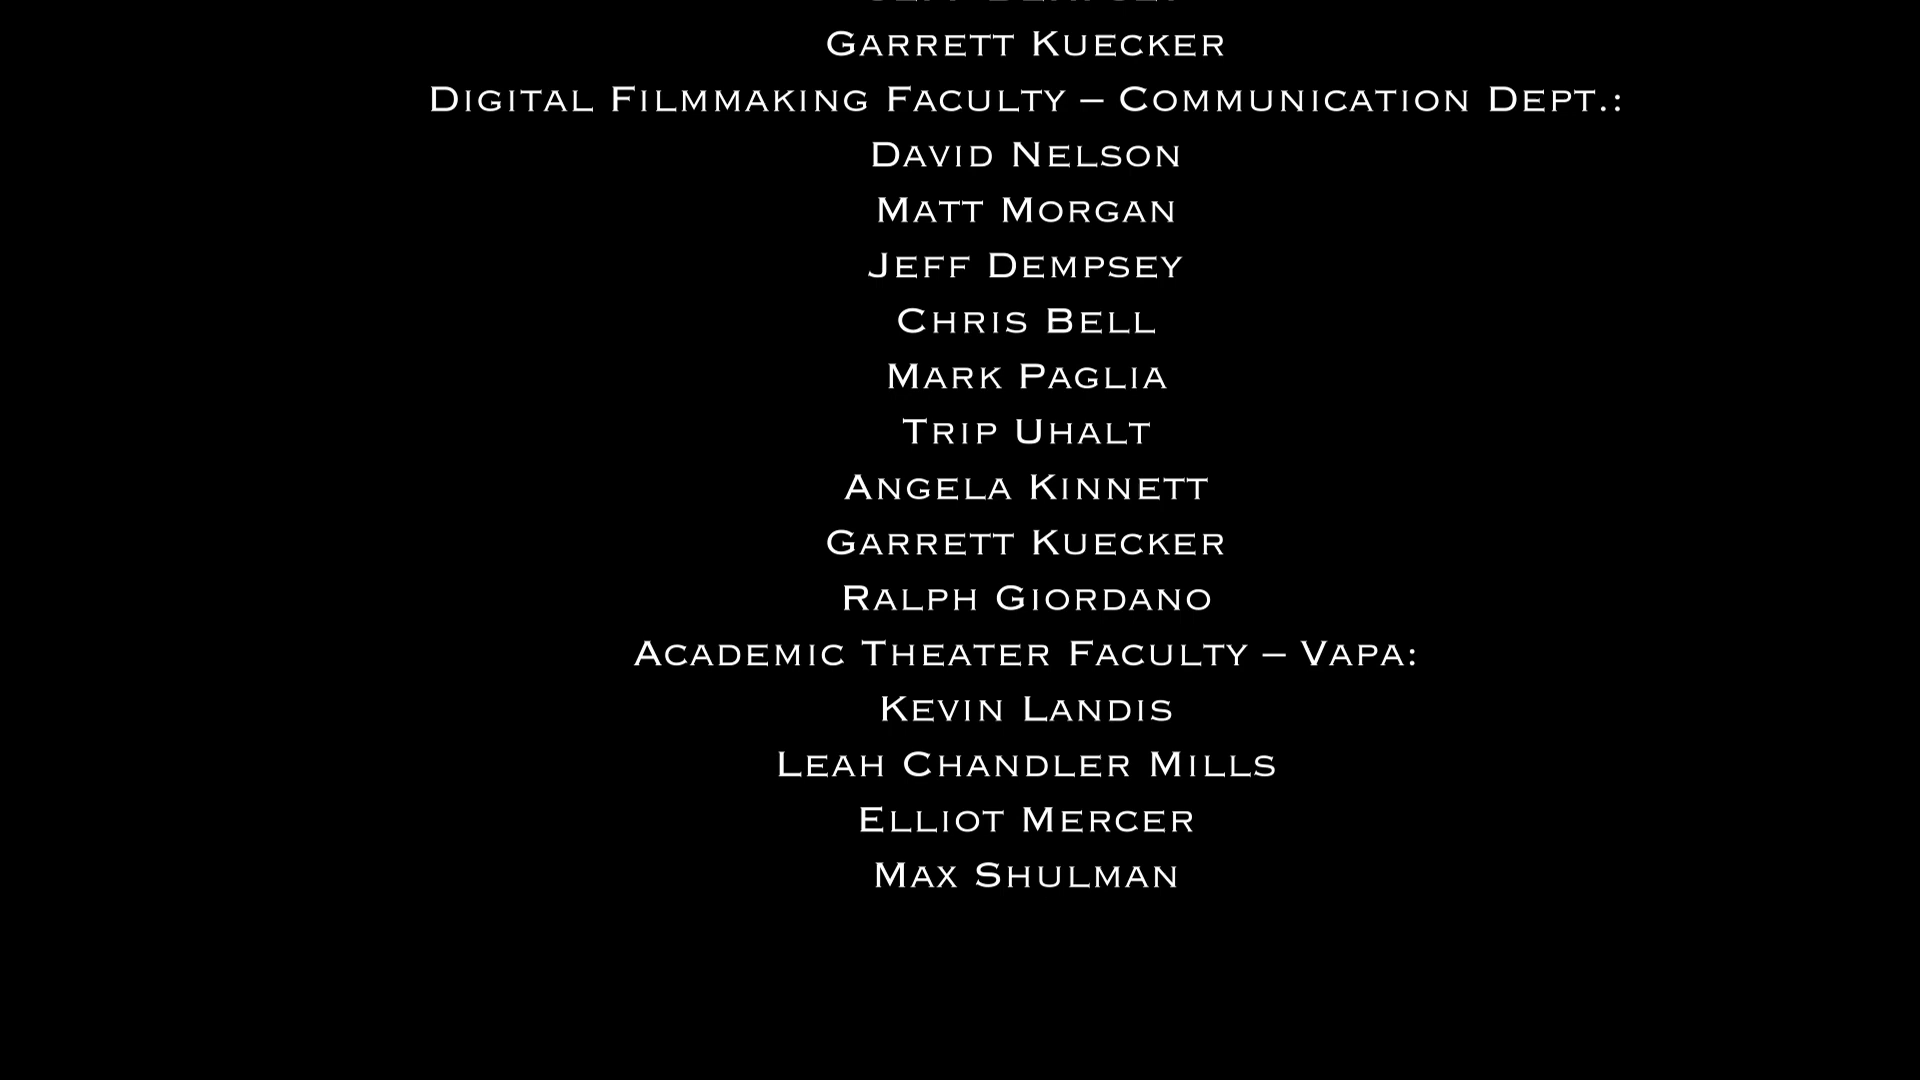 Garrett Kuecker
Digital Filmmaking Faculty – Communication Dept.:
David Nelson
Matt Morgan
Jeff Dempsey
Chris Bell
Mark Paglia
Trip Uhalt
Angela Kinnett
Garrett Kuecker
Ralph Giordano
Academic Theater Faculty – Vapa:
Kevin Landis
Leah Chandler Mills
Elliot Mercer
Max Shulman